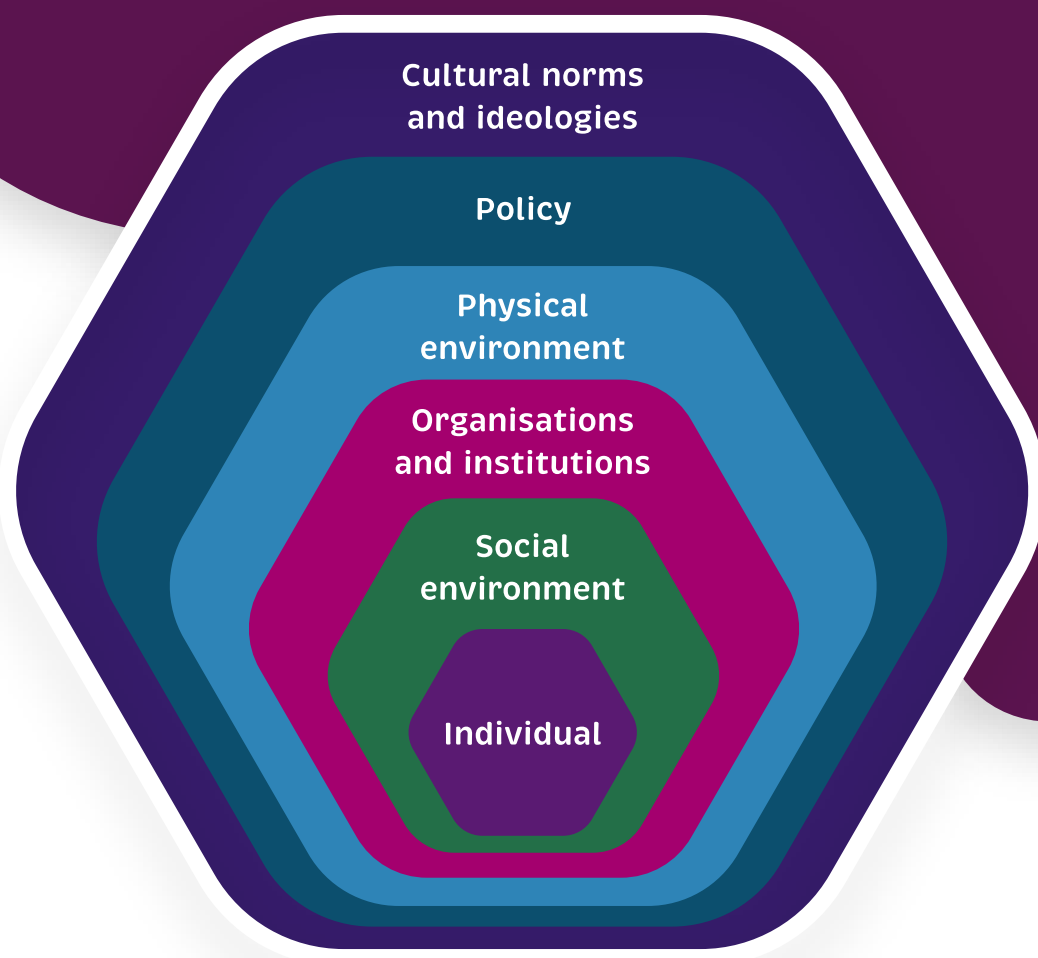 Cultural norms
and ideologies
Policy
Physical
environment
Organisations
and institutions
Social
environment
Individual